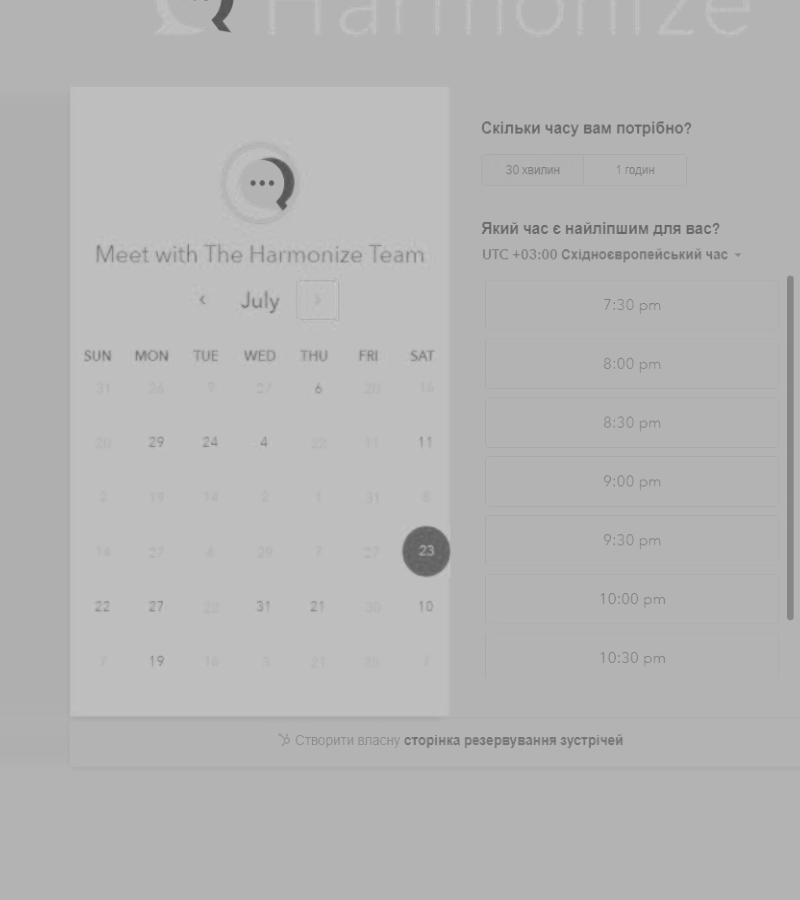 Harmonize
Meet with The Harmonize Team
‹ July ›
SUN MON TUE WED THU FRI SAT
31 26 9 27 6 20 16
20 29 24 4 22 11 11
2 19 14 2 1 31 8
14 27 4 29 7 27 23
22 27 31 21 30 10
7 19 16 3 21 25 7
Скільки часу вам потрібно?
30 хвилин 1 годин
Який час є найліпшим для вас?
UTC +03:00 Східноєвропейський час
7:30 pm
8:00 pm
8:30 pm
9:00 pm
9:30 pm
10:00 pm
10:30 pm
Створити власну сторінка резервування зустрічей